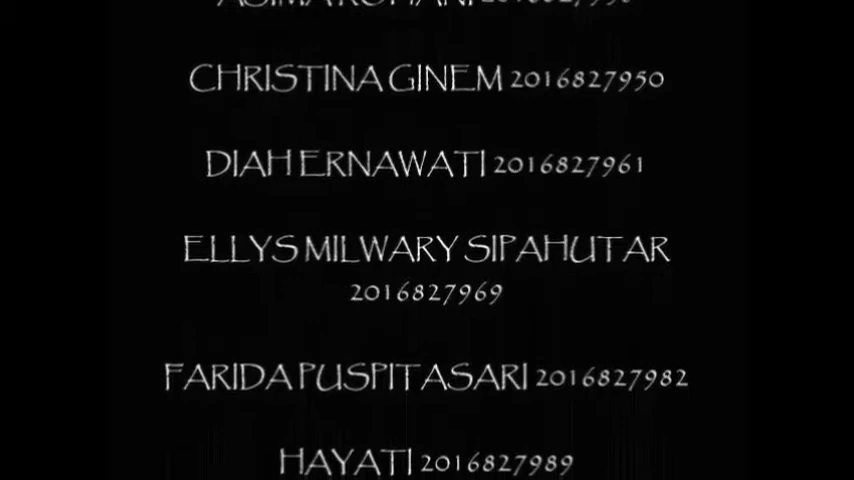 CHRISTINA GINEM 2016827950
DIAH ERNAWATI 2016827961
ELLYS MILWARY SIPAHUTAR
2016827969
FARIDA PUSPITASARI 2016827982
HAYATI 2016827989